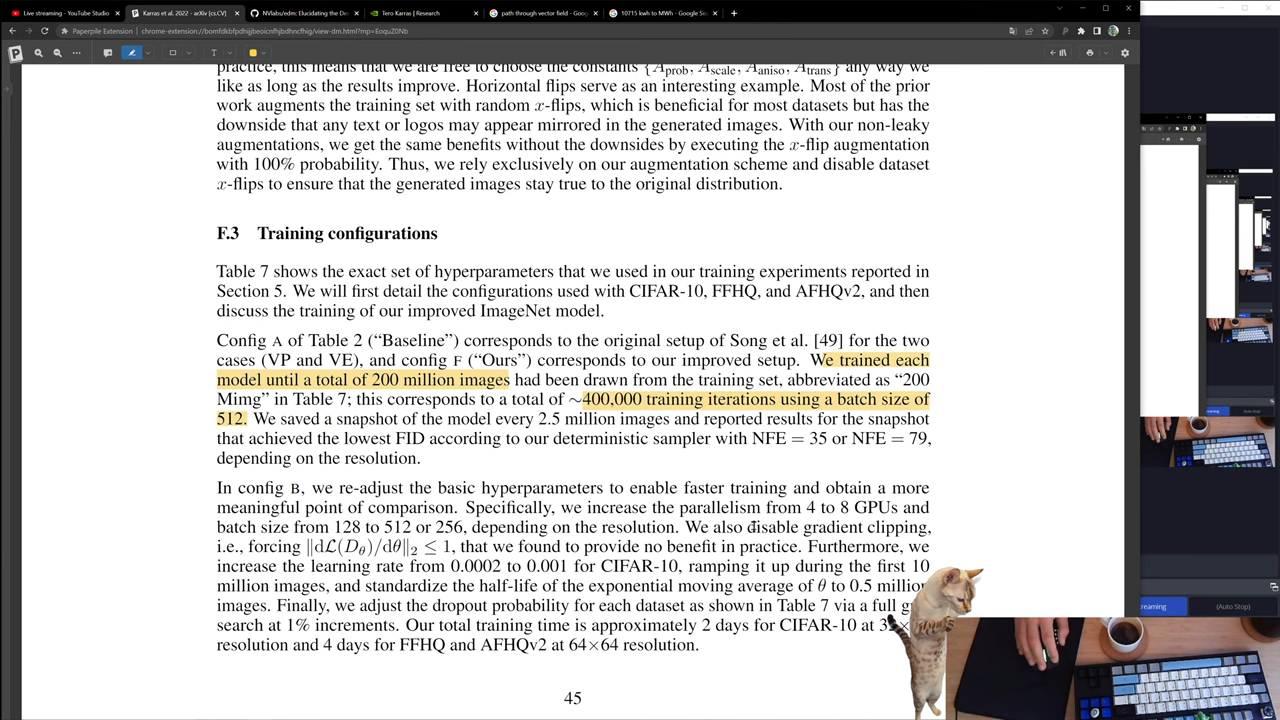 Live streaming - YouTube Studio
Karras et al. 2022 - arXiv [cs.CV]
NVlabs/edm: Elucidating the De
Tero Karras | Research
path through vector field - Goog
10715 kwh to MWh - Google Se
Paperpile Extension | chrome-extension://bomfdkbfpdhijjbeoicnfhjbdhncfhig/view-dm.html?mp=EoquZ0Nb
practice, this means that we are free to choose the constants {A_prob, A_scale, A_aniso, A_trans} any way we
like as long as the results improve. Horizontal flips serve as an interesting example. Most of the prior
work augments the training set with random x-flips, which is beneficial for most datasets but has the
downside that any text or logos may appear mirrored in the generated images. With our non-leaky
augmentations, we get the same benefits without the downsides by executing the x-flip augmentation
with 100% probability. Thus, we rely exclusively on our augmentation scheme and disable dataset
x-flips to ensure that the generated images stay true to the original distribution.
F.3 Training configurations
Table 7 shows the exact set of hyperparameters that we used in our training experiments reported in
Section 5. We will first detail the configurations used with CIFAR-10, FFHQ, and AFHQv2, and then
discuss the training of our improved ImageNet model.
Config A of Table 2 (“Baseline”) corresponds to the original setup of Song et al. [49] for the two
cases (VP and VE), and config F (“Ours”) corresponds to our improved setup. We trained each
model until a total of 200 million images had been drawn from the training set, abbreviated as “200
Mimg” in Table 7; this corresponds to a total of ∼400,000 training iterations using a batch size of
512. We saved a snapshot of the model every 2.5 million images and reported results for the snapshot
that achieved the lowest FID according to our deterministic sampler with NFE = 35 or NFE = 79,
depending on the resolution.
In config B, we re-adjust the basic hyperparameters to enable faster training and obtain a more
meaningful point of comparison. Specifically, we increase the parallelism from 4 to 8 GPUs and
batch size from 128 to 512 or 256, depending on the resolution. We also disable gradient clipping,
i.e., forcing ‖dL(Dθ)/dθ‖₂ ≤ 1, that we found to provide no benefit in practice. Furthermore, we
increase the learning rate from 0.0002 to 0.001 for CIFAR-10, ramping it up during the first 10
million images, and standardize the half-life of the exponential moving average of θ to 0.5 million
images. Finally, we adjust the dropout probability for each dataset as shown in Table 7 via a full
search at 1% increments. Our total training time is approximately 2 days for CIFAR-10 at
resolution and 4 days for FFHQ and AFHQv2 at 64×64 resolution.
45
(Auto Stop)